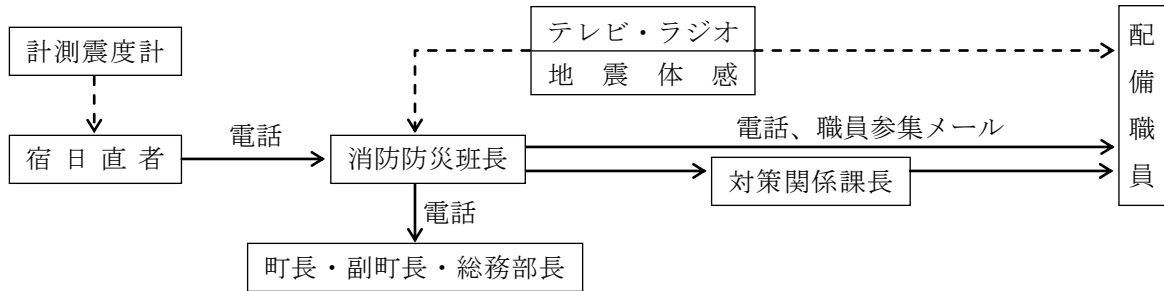 テレビ・ラジオ
地震体感
計測震度計
配備職員
電話
電話、職員参集メール
宿日直者
消防防災班長
対策関係課長
電話
町長・副町長・総務部長